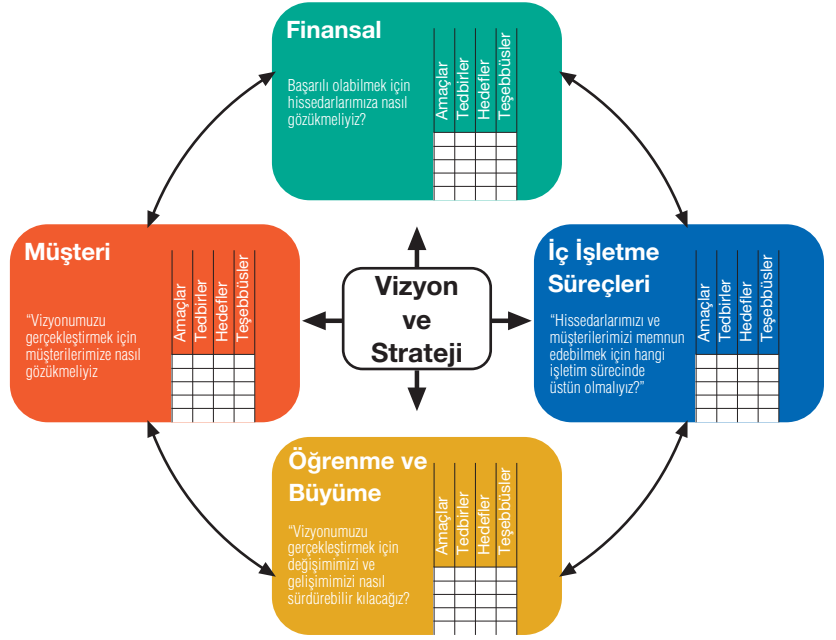 Finansal
Başarılı olabilmek için
hissedarlarımıza nasıl
gözükmeliyiz?
Amaçlar
Tedbirler
Hedefler
Teşebbüsler
Müşteri
“Vizyonumuzu
gerçekleştirmek için
müşterilerimize nasıl
gözükmeliyiz
Amaçlar
Tedbirler
Hedefler
Teşebbüsler
Vizyon
ve
Strateji
İç İşletme
Süreçleri
“Hissedarlarımızı ve
müşterilerimizi memnun
edebilmek için hangi
işletim sürecinde
üstün olmalıyız?”
Amaçlar
Tedbirler
Hedefler
Teşebbüsler
Öğrenme ve
Büyüme
“Vizyonumuzu
gerçekleştirmek için
değişimimizi ve
gelişimimizi nasıl
sürdürebilir kılacağız?
Amaçlar
Tedbirler
Hedefler
Teşebbüsler